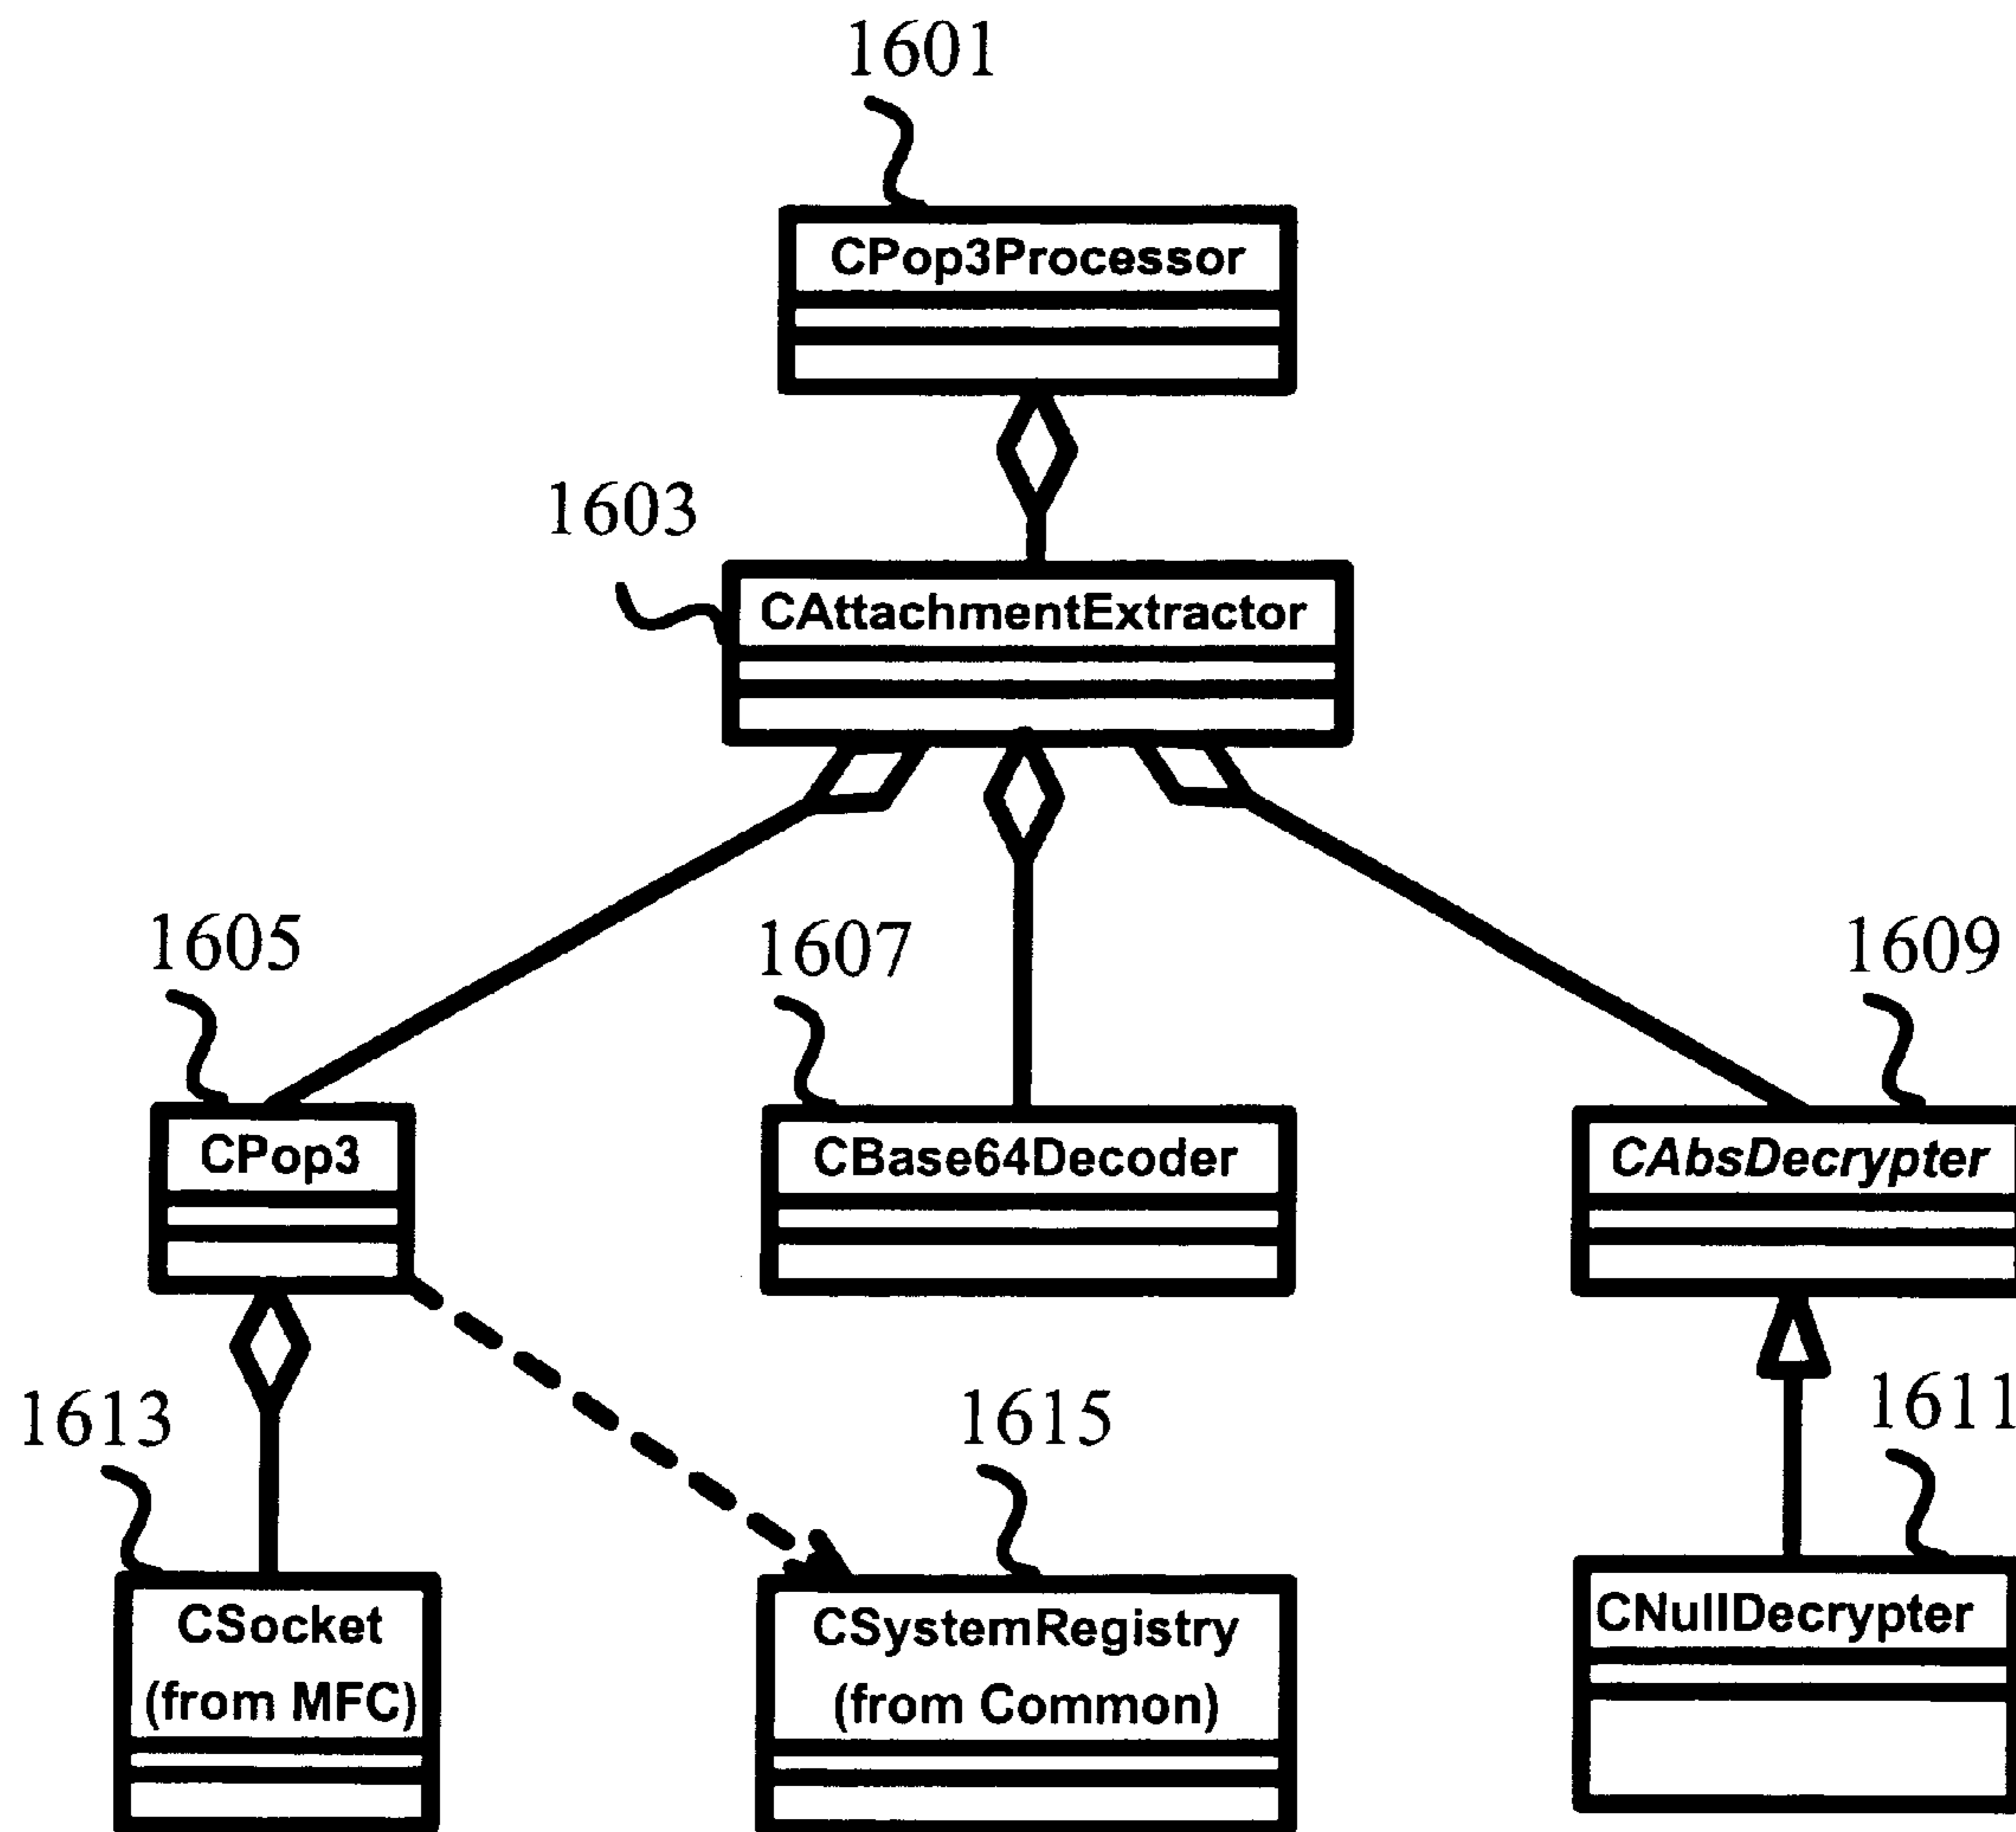 1601
CPop3Processor
1603
CAttachmentExtractor
1605
1607
1609
CPop3
CBase64Decoder
CAbsDecrypter
1613
1615
1611
CSocket
(from MFC)
CSystemRegistry
(from Common)
CNullDecrypter